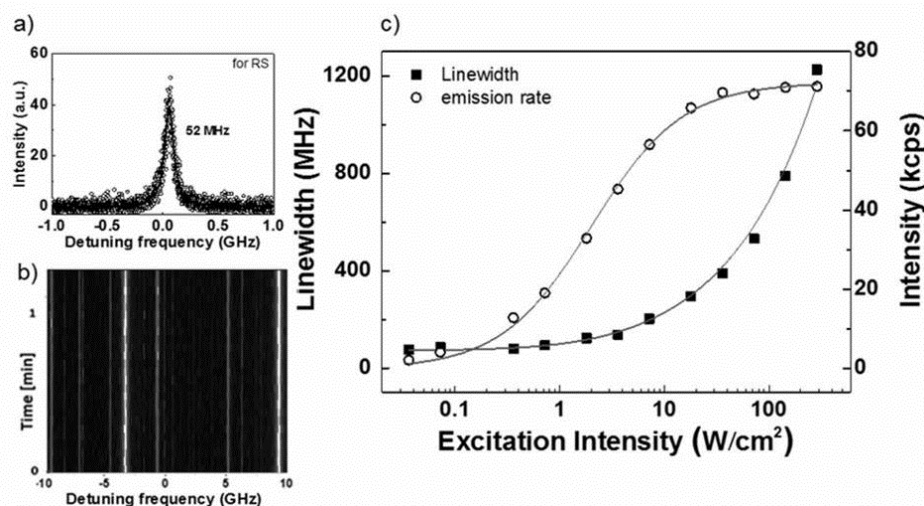 a)
for RS
60
40
20
0
Intensity (a.u.)
52 MHz
-1.0 -0.5 0.0 0.5 1.0
Detuning frequency (GHz)
b)
1
0
Time [min]
-10 -5 0 5 10
Detuning frequency (GHz)
c)
Linewidth
emission rate
1200
800
400
0
Linewidth (MHz)
80
60
40
20
0
Intensity (kcps)
0.1 1 10 100
Excitation Intensity (W/cm²)